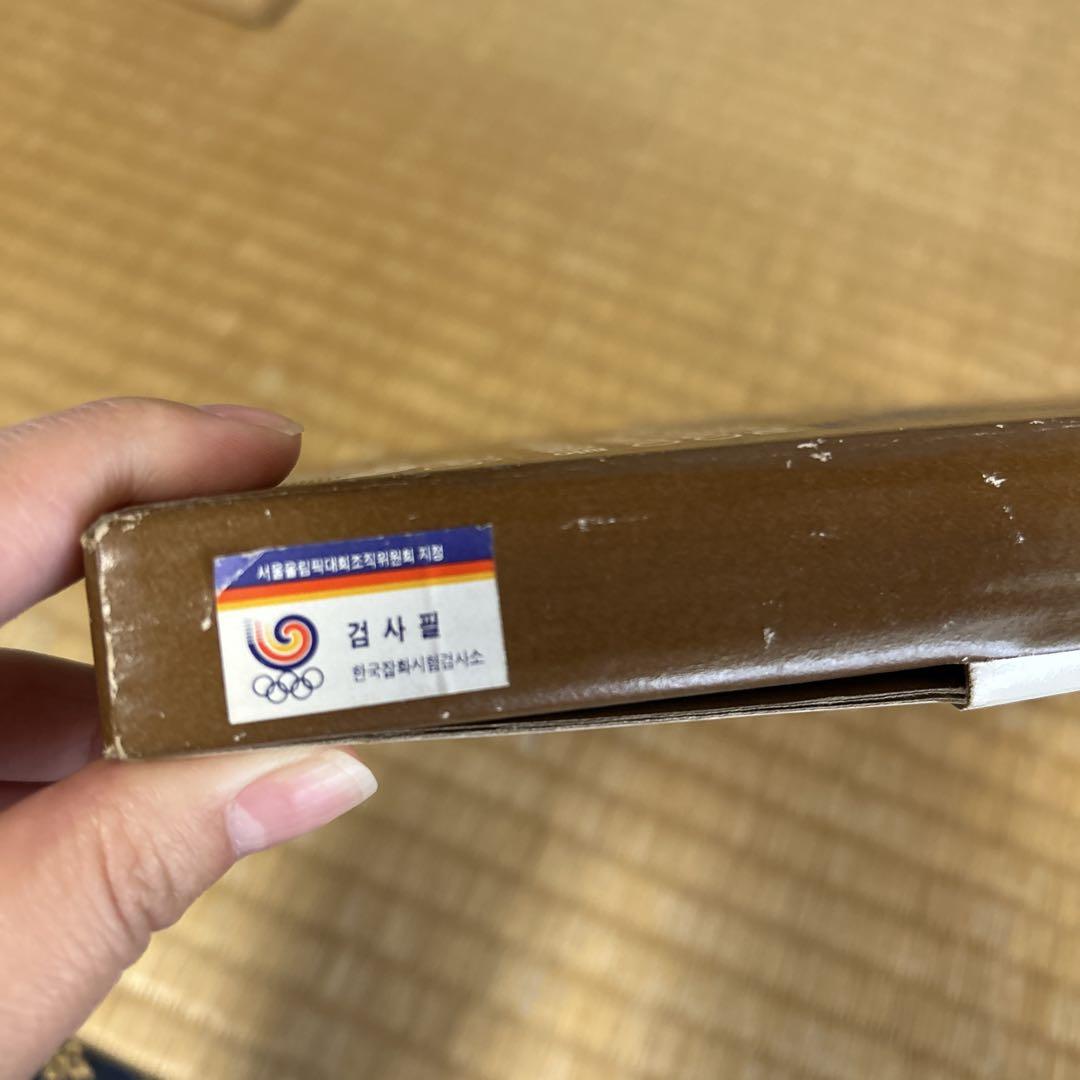 서울올림픽대회조직위원회 지정
검사필
한국잡화시험검사소